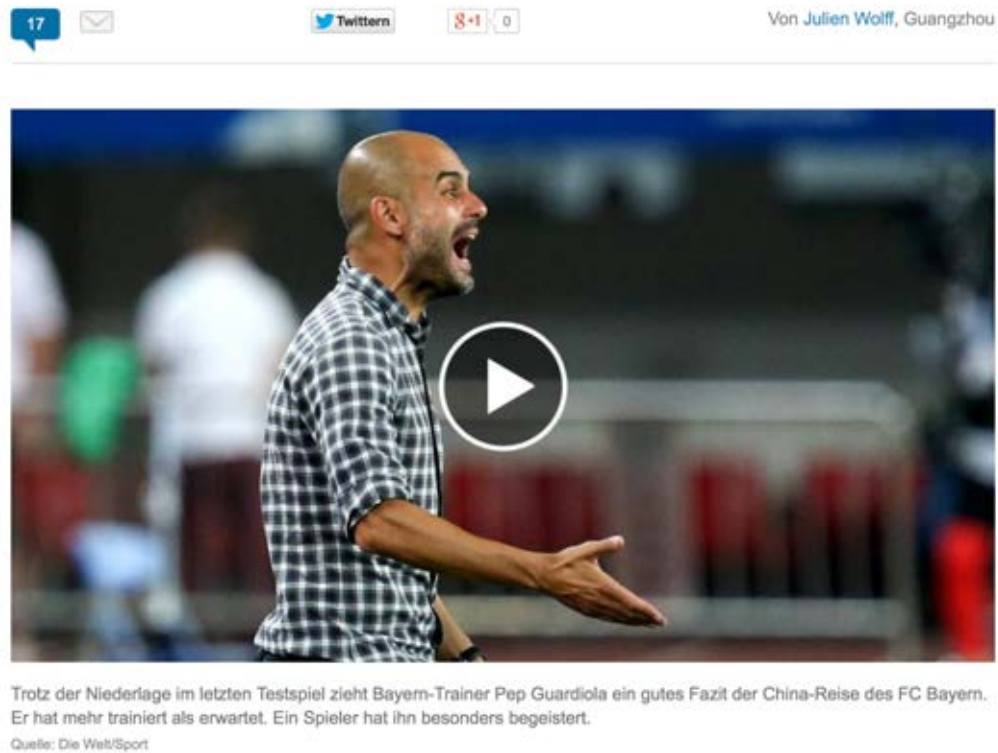 17
Twittern
8+1 0
Von Julien Wolff, Guangzhou
Trotz der Niederlage im letzten Testspiel zieht Bayern-Trainer Pep Guardiola ein gutes Fazit der China-Reise des FC Bayern.
Er hat mehr trainiert als erwartet. Ein Spieler hat ihn besonders begeistert.
Quelle: Die Welt/Sport